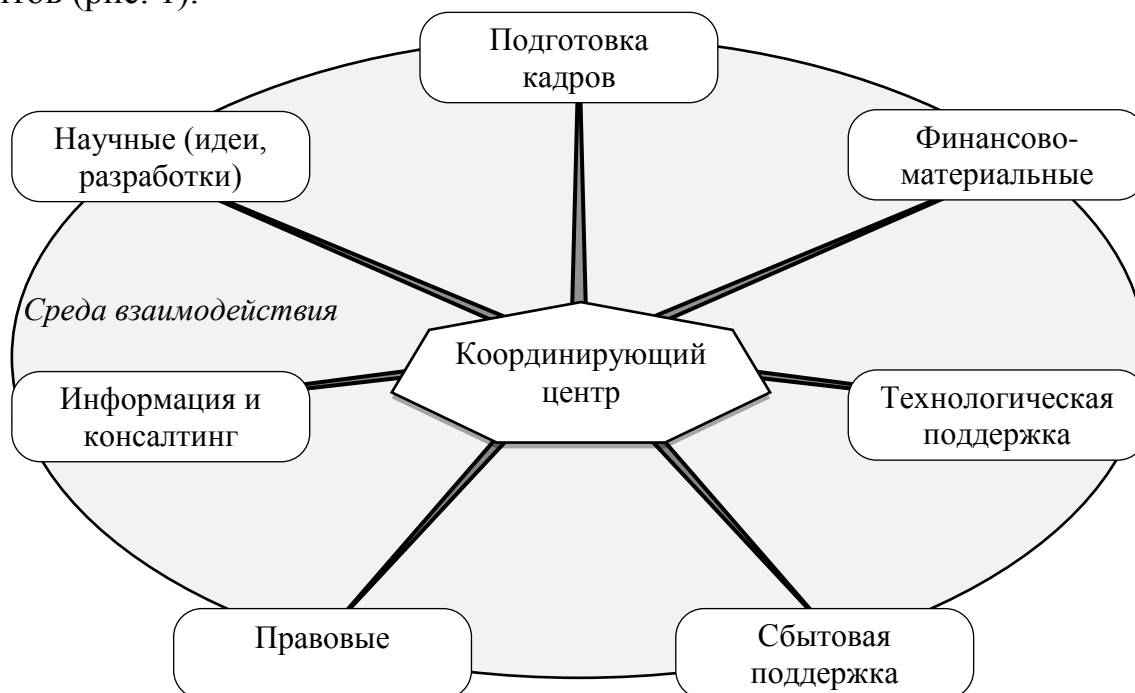 (рис. 1).
Подготовка
кадров
Научные (идеи,
разработки)
Финансово-
материальные
Среда взаимодействия
Координирующий
центр
Информация и
консалтинг
Технологическая
поддержка
Правовые
Сбытовая
поддержка